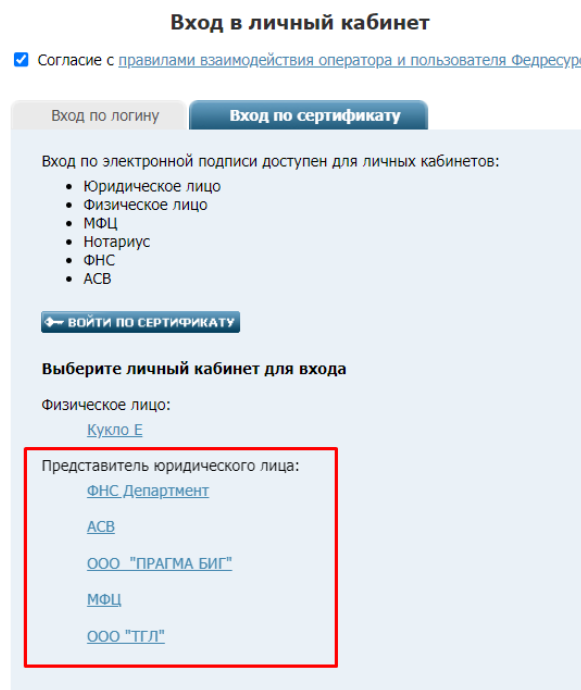 Вход в личный кабинет
Согласие с правилами взаимодействия оператора и пользователя Федресурс
Вход по логину
Вход по сертификату
Вход по электронной подписи доступен для личных кабинетов:
Юридическое лицо
Физическое лицо
МФЦ
Нотариус
ФНС
АСВ
ВОЙТИ ПО СЕРТИФИКАТУ
Выберите личный кабинет для входа
Физическое лицо:
Кукло Е
Представитель юридического лица:
ФНС Департмент
АСВ
ООО "ПРАГМА БИГ"
МФЦ
ООО "ТГЛ"